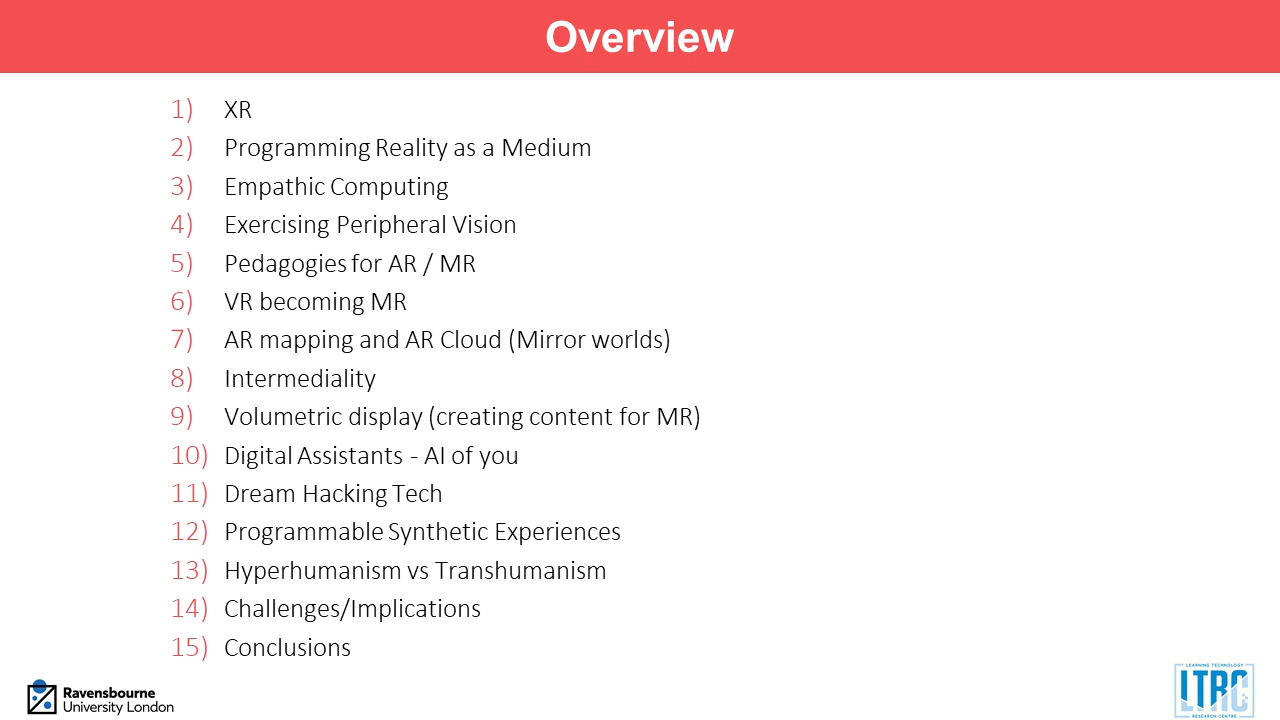 Overview
1) XR
2) Programming Reality as a Medium
3) Empathic Computing
4) Exercising Peripheral Vision
5) Pedagogies for AR / MR
6) VR becoming MR
7) AR mapping and AR Cloud (Mirror worlds)
8) Intermediality
9) Volumetric display (creating content for MR)
10) Digital Assistants - AI of you
11) Dream Hacking Tech
12) Programmable Synthetic Experiences
13) Hyperhumanism vs Transhumanism
14) Challenges/Implications
15) Conclusions
Ravensbourne
University London
LEARNING TECHNOLOGY
LTRC
RESEARCH CENTRE